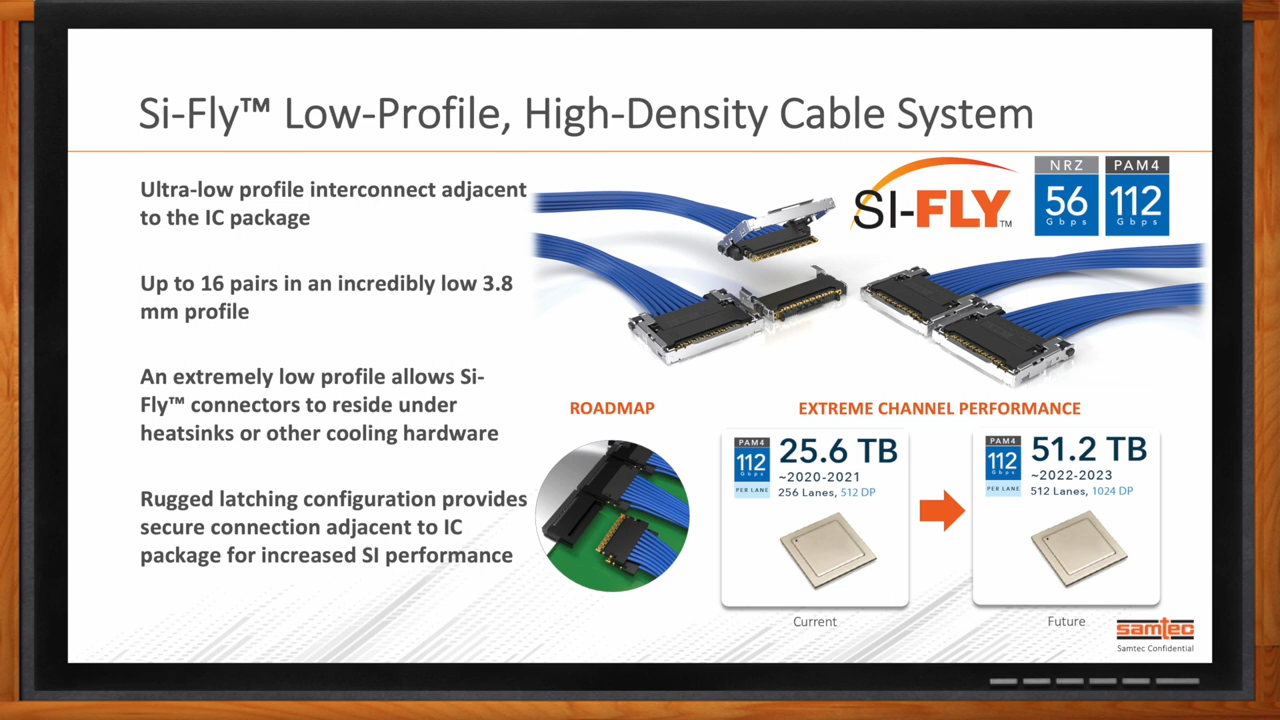 Si-Fly™ Low-Profile, High-Density Cable System
Ultra-low profile interconnect adjacent
to the IC package
Up to 16 pairs in an incredibly low 3.8
mm profile
An extremely low profile allows Si-
Fly™ connectors to reside under
heatsinks or other cooling hardware
Rugged latching configuration provides
secure connection adjacent to IC
package for increased SI performance
SI-FLY™
NRZ
56
Gbps
PAM4
112
Gbps
ROADMAP
EXTREME CHANNEL PERFORMANCE
PAM4
112
Gbps
PER LANE
25.6 TB
~2020-2021
256 Lanes, 512 DP
Current
PAM4
112
Gbps
PER LANE
51.2 TB
~2022-2023
512 Lanes, 1024 DP
Future
samtec
Samtec Confidential